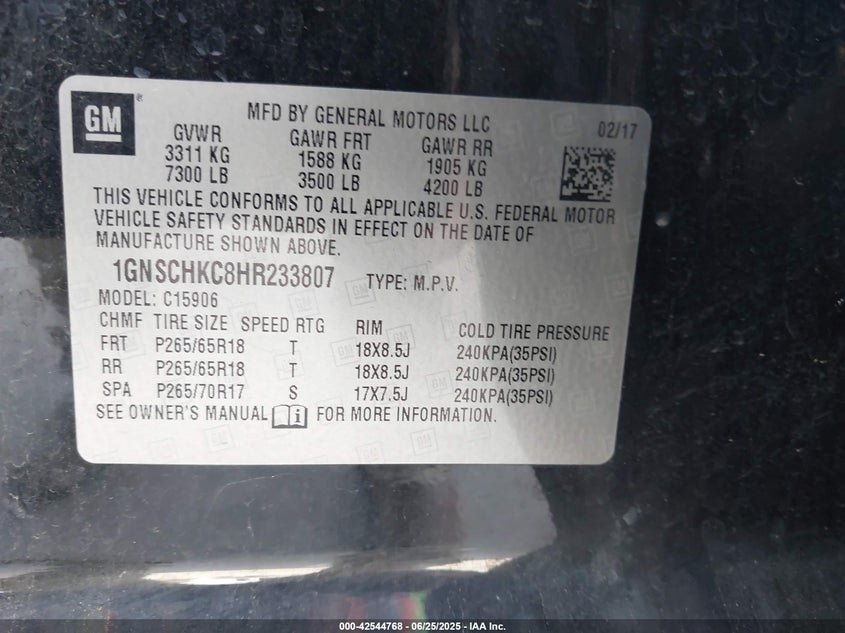 GM
MFD BY GENERAL MOTORS LLC 02/17
GVWR GAWR FRT GAWR RR
3311 KG 1588 KG 1905 KG
7300 LB 3500 LB 4200 LB
THIS VEHICLE CONFORMS TO ALL APPLICABLE U.S. FEDERAL MOTOR
VEHICLE SAFETY STANDARDS IN EFFECT ON THE DATE OF
MANUFACTURE SHOWN ABOVE.
1GNSCHKC8HR233807 TYPE: M.P.V.
MODEL: C15906
CHMF TIRE SIZE SPEED RTG RIM COLD TIRE PRESSURE
FRT P265/65R18 T 18X8.5J 240KPA(35PSI)
RR P265/65R18 T 18X8.5J 240KPA(35PSI)
SPA P265/70R17 S 17X7.5J 240KPA(35PSI)
SEE OWNER'S MANUAL FOR MORE INFORMATION.
000-42544768 - 06/25/2025 - IAA Inc.